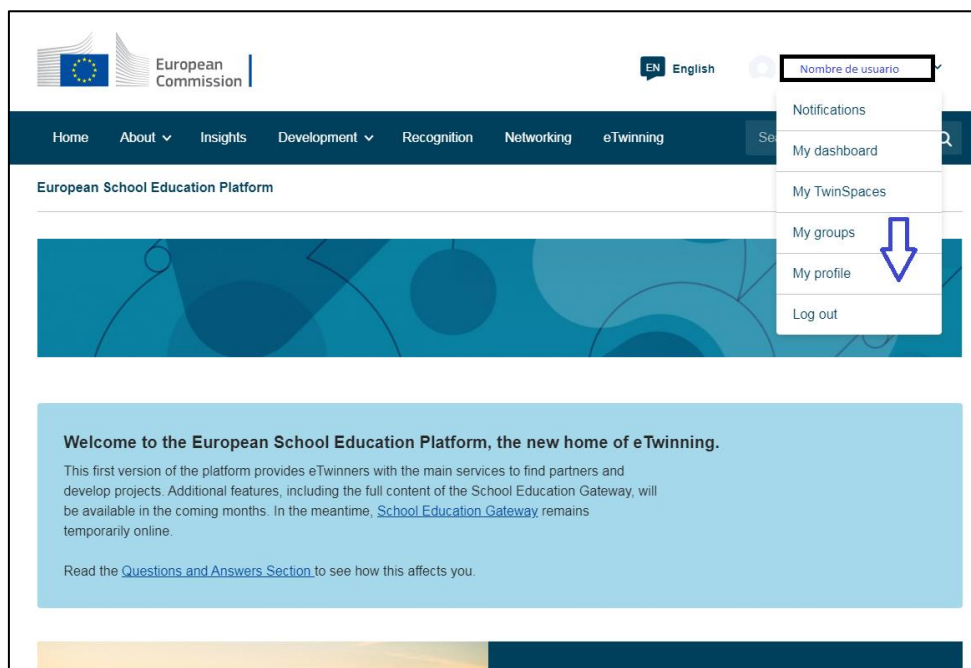 European
Commission
EN English
Nombre de usuario
Notifications
My dashboard
My TwinSpaces
My groups
My profile
Log out
Home About Insights Development Recognition Networking eTwinning
European School Education Platform
Welcome to the European School Education Platform, the new home of eTwinning.
This first version of the platform provides eTwinners with the main services to find partners and
develop projects. Additional features, including the full content of the School Education Gateway, will
be available in the coming months. In the meantime, School Education Gateway remains
temporarily online.
Read the Questions and Answers Section to see how this affects you.